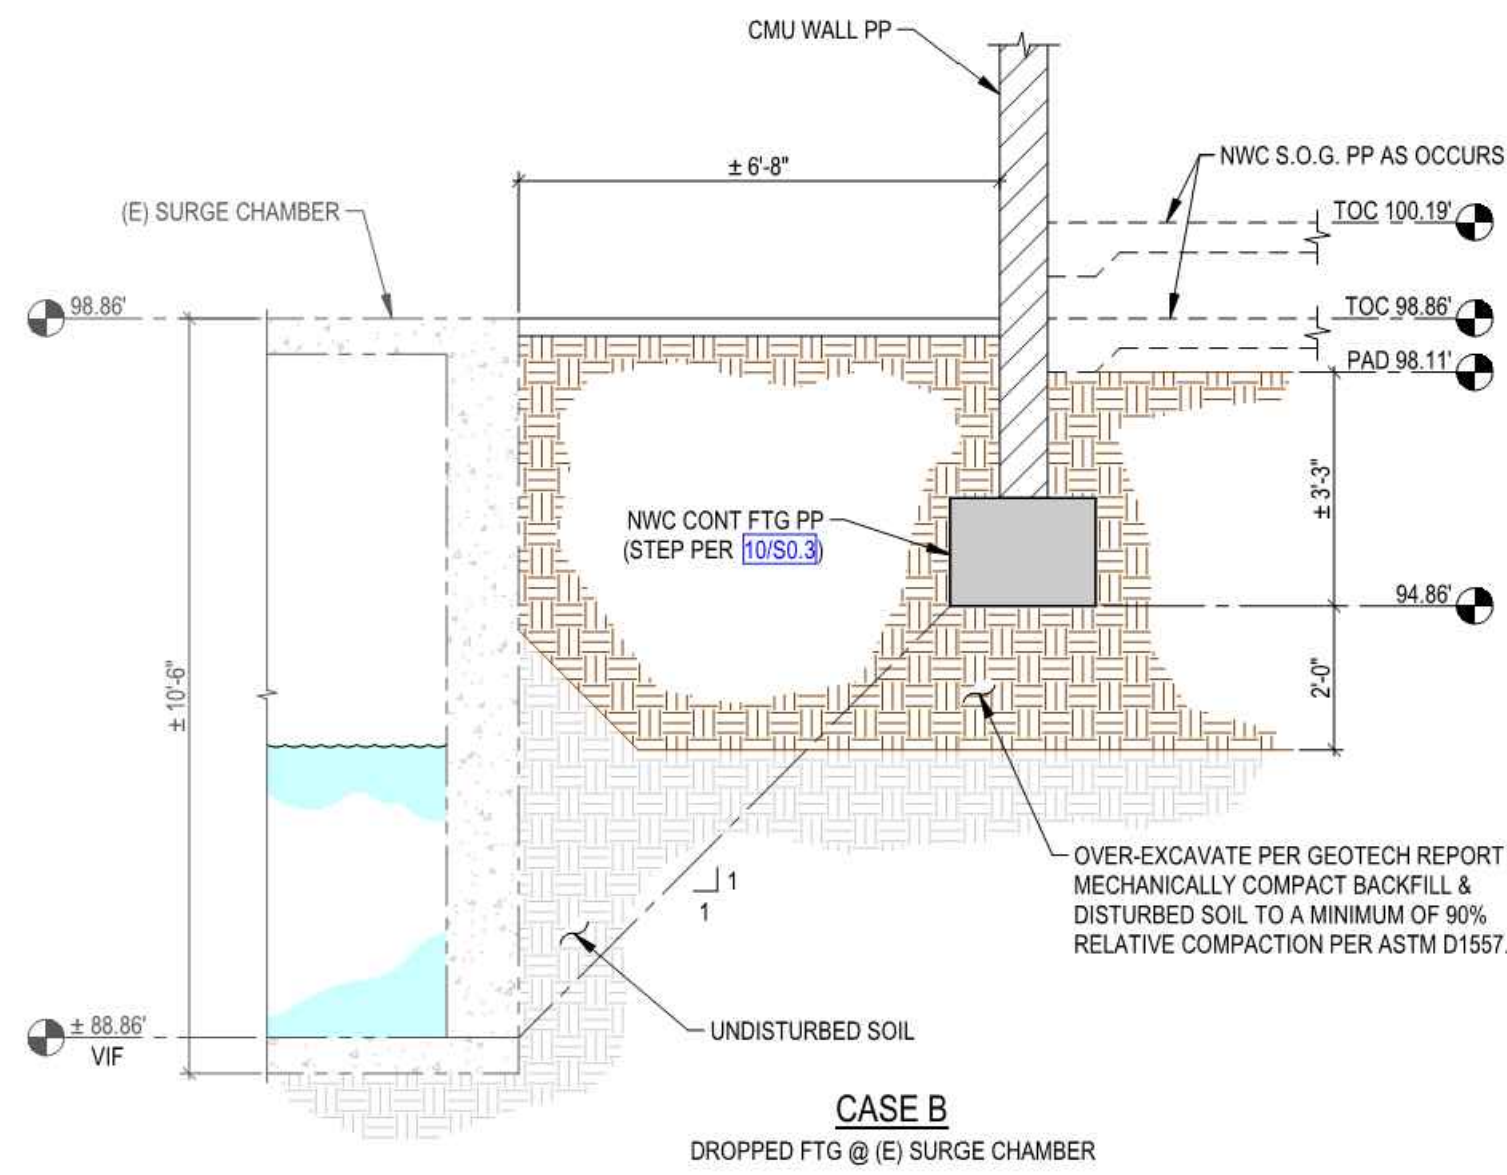 CMU WALL PP
± 6'-8"
NWC S.O.G. PP AS OCCURS
(E) SURGE CHAMBER
TOC 100.19'
98.86'
TOC 98.86'
PAD 98.11'
± 3'-3"
NWC CONT FTG PP
(STEP PER 10/S0.3)
94.86'
± 10'-6"
2'-0"
OVER-EXCAVATE PER GEOTECH REPORT
MECHANICALLY COMPACT BACKFILL &
DISTURBED SOIL TO A MINIMUM OF 90%
RELATIVE COMPACTION PER ASTM D1557.
1
1
± 88.86'
VIF
UNDISTURBED SOIL
CASE B
DROPPED FTG @ (E) SURGE CHAMBER